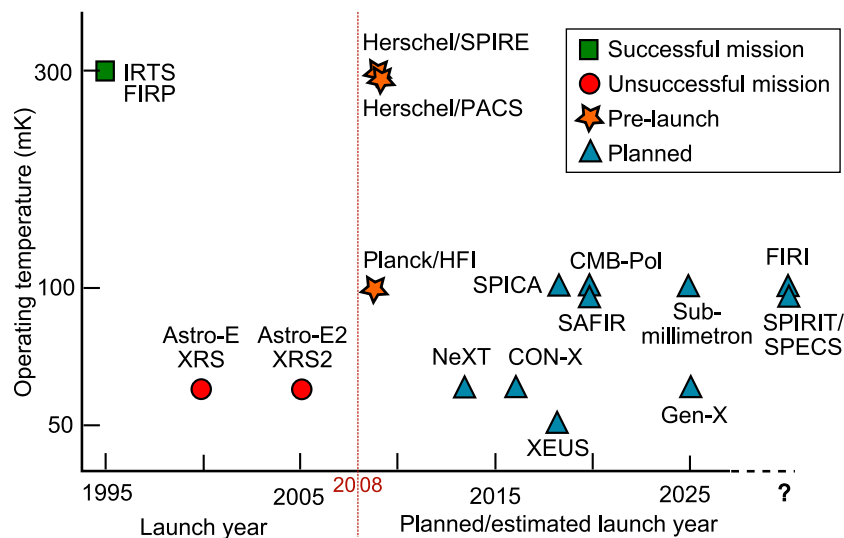 Herschel/SPIRE
300
IRTS
FIRP
Herschel/PACS
Successful mission
Unsuccessful mission
Pre-launch
Planned
Operating temperature (mK)
Planck/HFI
CMB-Pol
FIRI
100
SPICA
SAFIR
Sub-
millimetron
SPIRIT/
SPECS
Astro-E
XRS
Astro-E2
XRS2
NeXT
CON-X
Gen-X
50
XEUS
1995
2005
2008
2015
2025
?
Launch year
Planned/estimated launch year